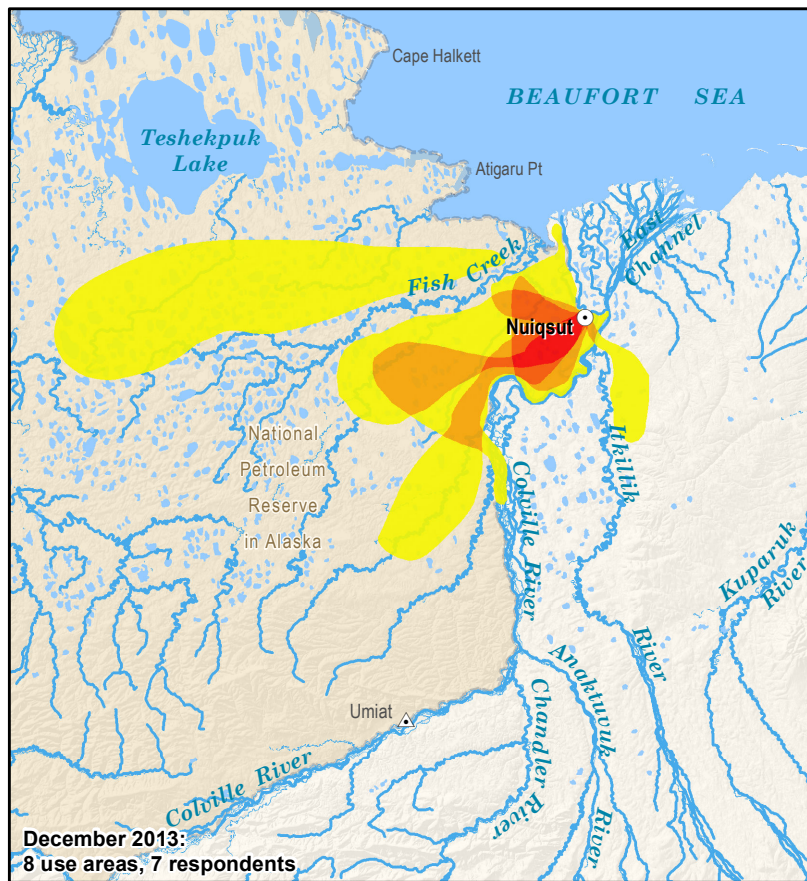 Cape Halkett
BEAUFORT SEA
Teshekpuk
Lake
Atigaru Pt
East
Channel
Fish Creek
Nuiqsut
National
Petroleum
Reserve
in Alaska
Itkillik
River
Colville River
Kuparuk
River
Anaktuvuk
River
Chandler
River
Umiat
Colville River
December 2013:
8 use areas, 7 respondents